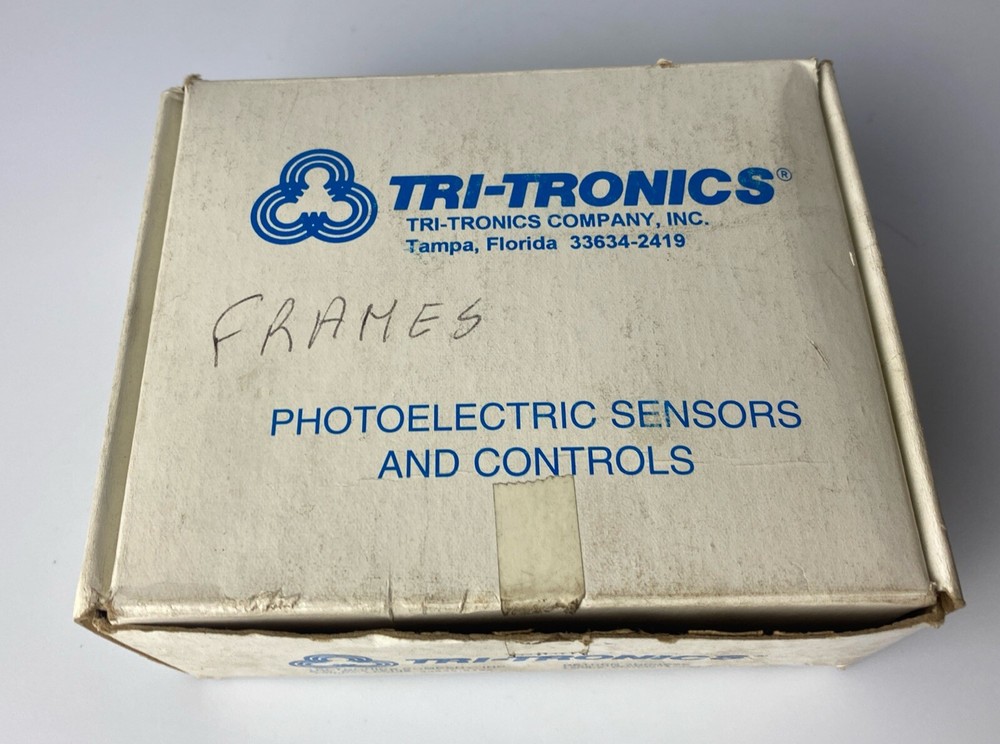 TRI-TRONICS®
TRI-TRONICS COMPANY, INC.
Tampa, Florida 33634-2419
FRAMES
PHOTOELECTRIC SENSORS
AND CONTROLS
TRI-TRONICS